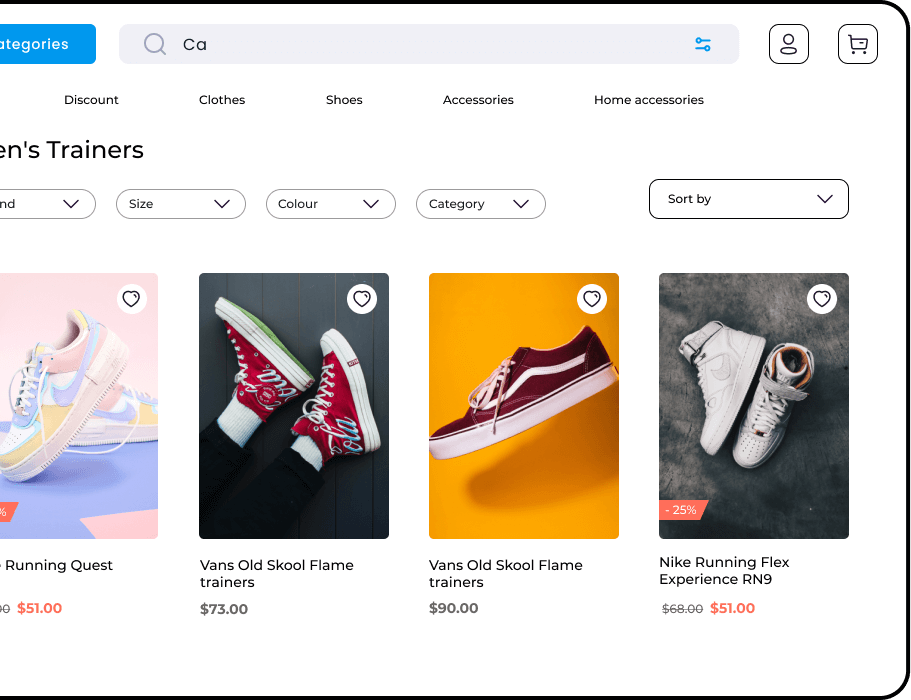 ategories
Ca
Discount
Clothes
Shoes
Accessories
Home accessories
en's Trainers
nd
Size
Colour
Category
Sort by
%
- 25%
Running Quest
Vans Old Skool Flame
trainers
Vans Old Skool Flame
trainers
Nike Running Flex
Experience RN9
$51.00
$73.00
$90.00
$68.00 $51.00